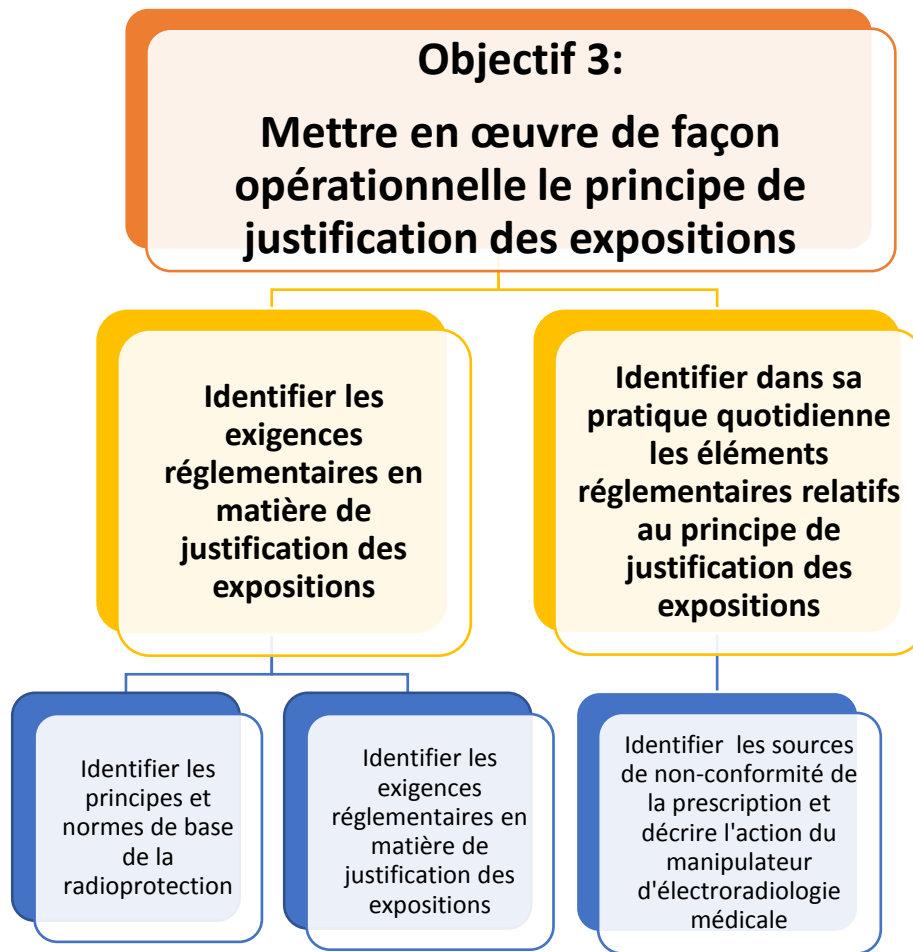 Objectif 3:
Mettre en œuvre de façon
opérationnelle le principe de
justification des expositions
Identifier les
exigences
réglementaires en
matière de
justification des
expositions
Identifier dans sa
pratique quotidienne
les éléments
réglementaires relatifs
au principe de
justification des
expositions
Identifier les
principes et
normes de base
de la
radioprotection
Identifier les
exigences
réglementaires en
matière de
justification des
expositions
Identifier  les sources
de non-conformité de
la prescription et
décrire l'action du
manipulateur
d'électroradiologie
médicale